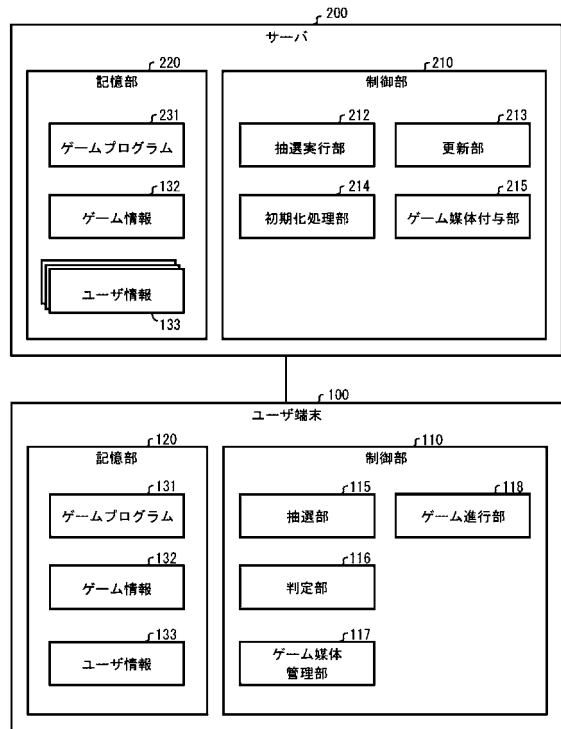 200
サーバ
220
記憶部
231
ゲームプログラム
132
ゲーム情報
ユーザ情報
133
210
制御部
212
抽選実行部
213
更新部
214
初期化処理部
215
ゲーム媒体付与部
100
ユーザ端末
120
記憶部
131
ゲームプログラム
132
ゲーム情報
133
ユーザ情報
110
制御部
115
抽選部
118
ゲーム進行部
116
判定部
117
ゲーム媒体
管理部